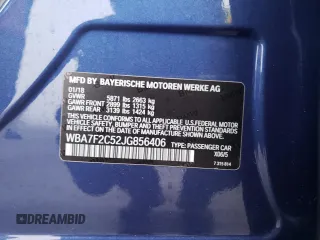 MFD BY BAYERISCHE MOTOREN WERKE AG
01/18
GVWR 5871 lbs 2663 kg
GAWR FRONT 2899 lbs 1315 kg
GAWR REAR 3139 lbs 1424 kg
THIS VEHICLE CONFORMS TO ALL APPLICABLE U.S. FEDERAL MOTOR
VEHICLE SAFETY, BUMPER, AND THEFT PREVENTION STANDARDS
IN EFFECT ON THE DATE OF MANUFACTURE SHOWN ABOVE.
WBA7F2C52JG856406 TYPE: PASSENGER CAR
X06/5
DREAMBID